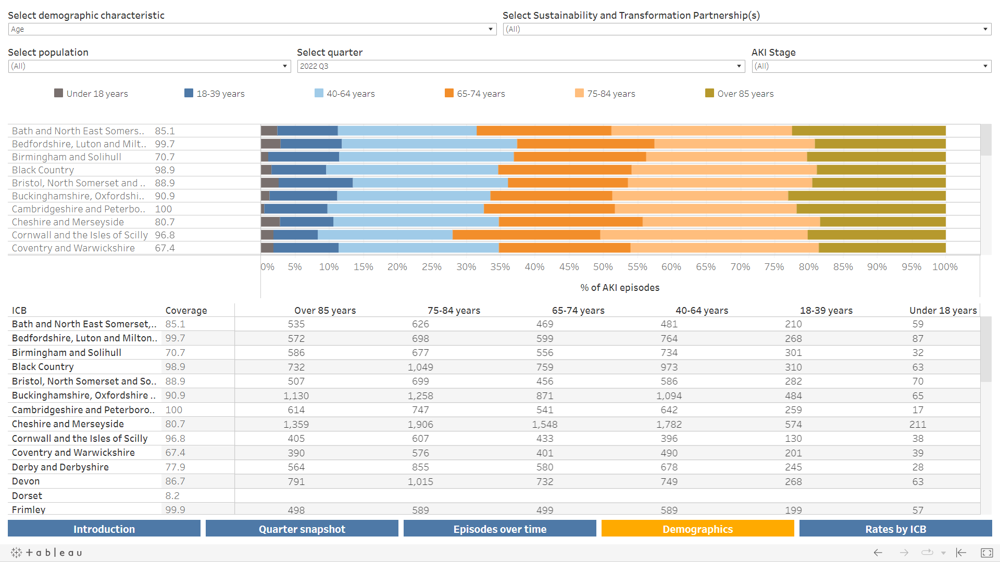 Select demographic characteristic
Select Sustainability and Transformation Partnership(s)
Age
(All)
Select population
Select quarter
AKI Stage
(All)
2022 Q3
(All)
Under 18 years
18-39 years
40-64 years
65-74 years
75-84 years
Over 85 years
Bath and North East Somers.. 85.1
Bedfordshire, Luton and Milt.. 99.7
Birmingham and Solihull 70.7
Black Country 98.9
Bristol, North Somerset and .. 88.9
Buckinghamshire, Oxfordshi.. 90.9
Cambridgeshire and Peterbo.. 100
Cheshire and Merseyside 80.7
Cornwall and the Isles of Scilly 96.8
Coventry and Warwickshire 67.4
0% 5% 10% 15% 20% 25% 30% 35% 40% 45% 50% 55% 60% 65% 70% 75% 80% 85% 90% 95% 100%
% of AKI episodes
ICB Coverage Over 85 years 75-84 years 65-74 years 40-64 years 18-39 years Under 18 years
Bath and North East Somerset,.. 85.1 535 626 469 481 210 59
Bedfordshire, Luton and Milton.. 99.7 572 698 599 764 268 87
Birmingham and Solihull 70.7 586 677 556 734 301 32
Black Country 98.9 732 1,049 759 973 310 63
Bristol, North Somerset and So.. 88.9 507 699 456 586 282 70
Buckinghamshire, Oxfordshire .. 90.9 1,130 1,258 871 1,094 484 65
Cambridgeshire and Peterboro.. 100 614 747 541 642 259 17
Cheshire and Merseyside 80.7 1,359 1,906 1,548 1,782 574 211
Cornwall and the Isles of Scilly 96.8 405 607 433 396 130 38
Coventry and Warwickshire 67.4 390 576 401 490 201 39
Derby and Derbyshire 77.9 564 855 580 678 245 28
Devon 86.7 791 1,015 732 749 268 63
Dorset 8.2
Frimley 99.9 498 589 499 589 199 57
Introduction
Quarter snapshot
Episodes over time
Demographics
Rates by ICB
+ a b l e a u